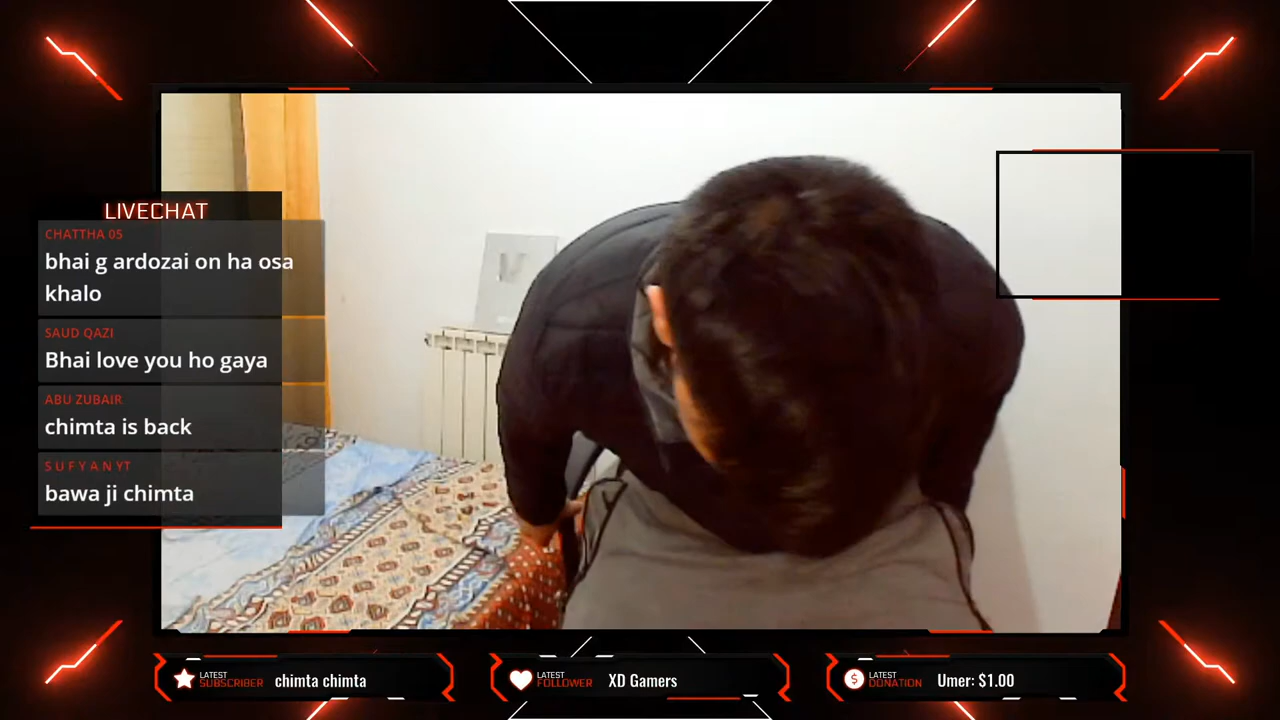 LIVECHAT
CHATTHA 05
bhai g ardozai on ha osa
khalo
SAUD QAZI
Bhai love you ho gaya
ABU ZUBAIR
chimta is back
S U F Y A N YT
bawa ji chimta
LATEST
SUBSCRIBER
chimta chimta
LATEST
FOLLOWER
XD Gamers
LATEST
DONATION
Umer: $1.00